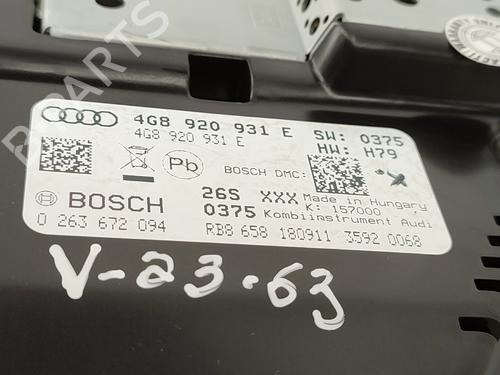 4G8 920 931 E SW: 0375
4G8 920 931 E HW: H79
Pb BOSCH DMC:
BOSCH 26S XXX Made in Hungary
0375 K: 157000
Kombiinstrument Audi
0 263 672 094 RB8 658 180911 3592 0068
V-23-63
B PARTS